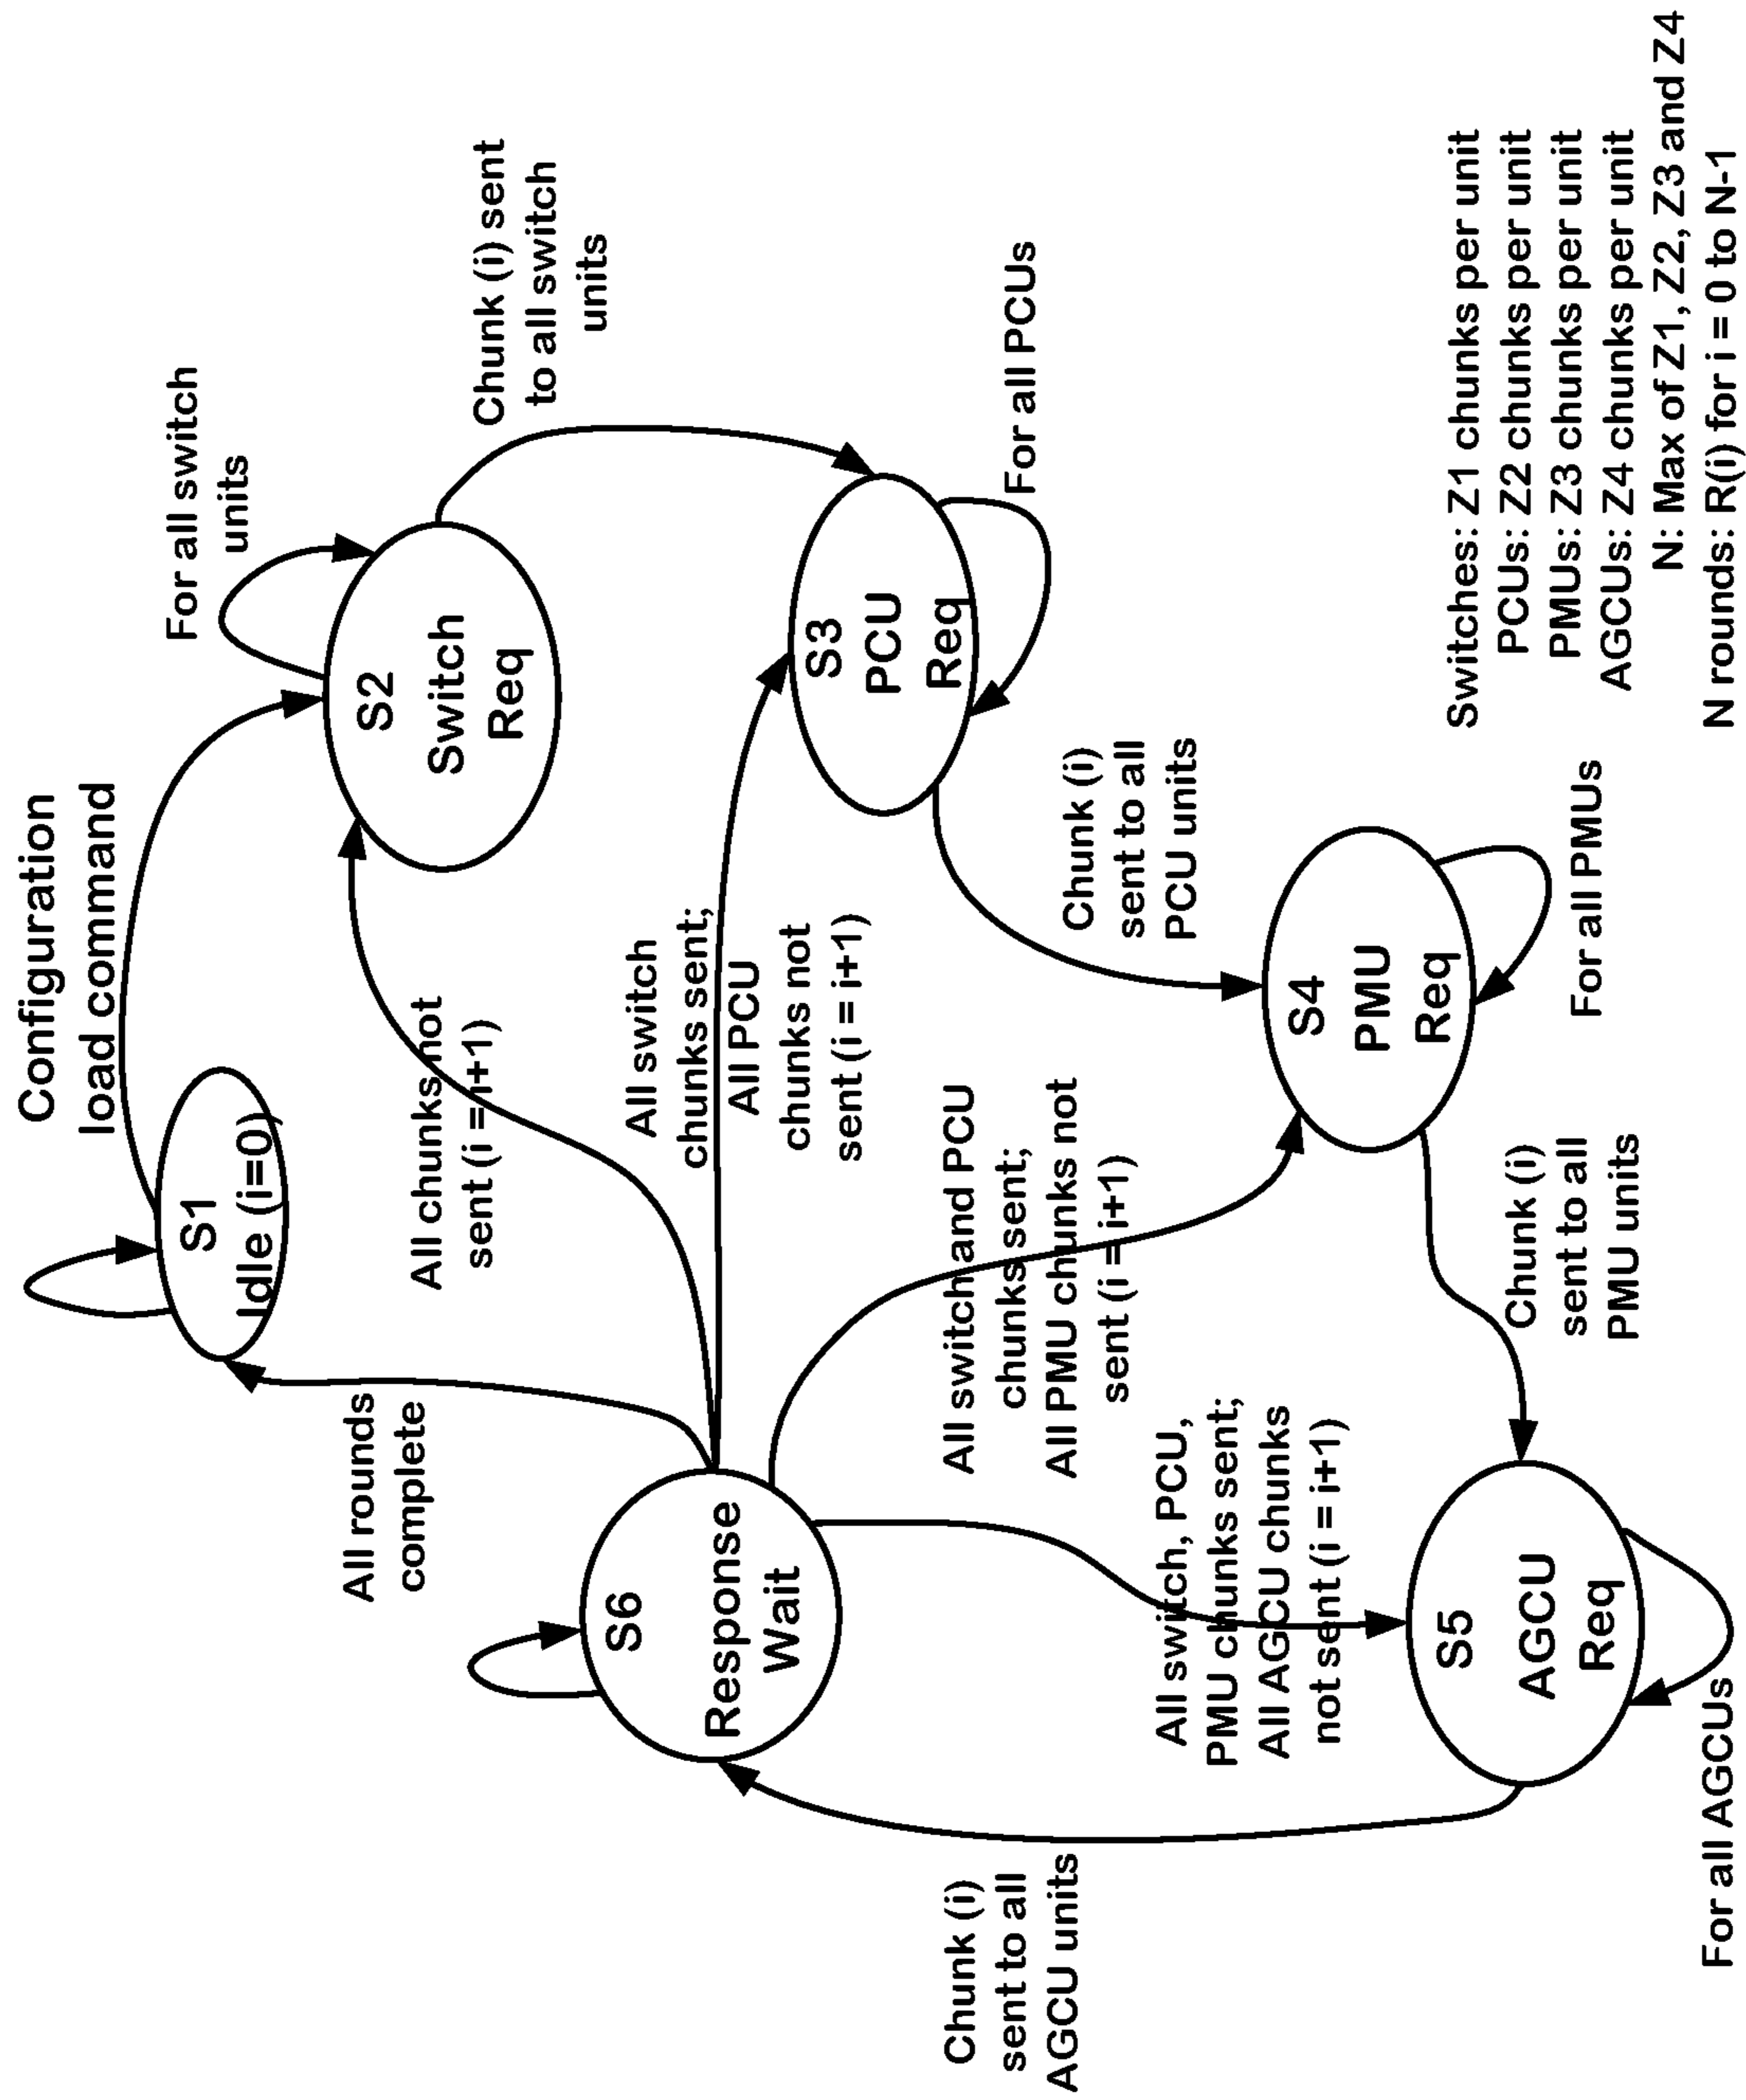 Configuration
load command
S1
Idle (i=0)
For all switch
units
S2
Switch
Req
Chunk (i) sent
to all switch
units
All rounds
complete
All chunks not
sent (i = i+1)
S6
Response
Wait
All switch
chunks sent;
All PCU
chunks not
sent (i = i+1)
S3
PCU
Req
For all PCUs
Chunk (i)
sent to all
AGCU units
All switch and PCU
chunks sent;
All PMU chunks not
sent (i = i+1)
Chunk (i)
sent to all
PCU units
All switch, PCU,
PMU chunks sent;
All AGCU chunks
not sent (i = i+1)
S4
PMU
Req
For all PMUs
S5
AGCU
Req
Chunk (i)
sent to all
PMU units
For all AGCUs
Switches: Z1 chunks per unit
PCUs: Z2 chunks per unit
PMUs: Z3 chunks per unit
AGCUs: Z4 chunks per unit
N: Max of Z1, Z2, Z3 and Z4
N rounds: R(i) for i = 0 to N-1